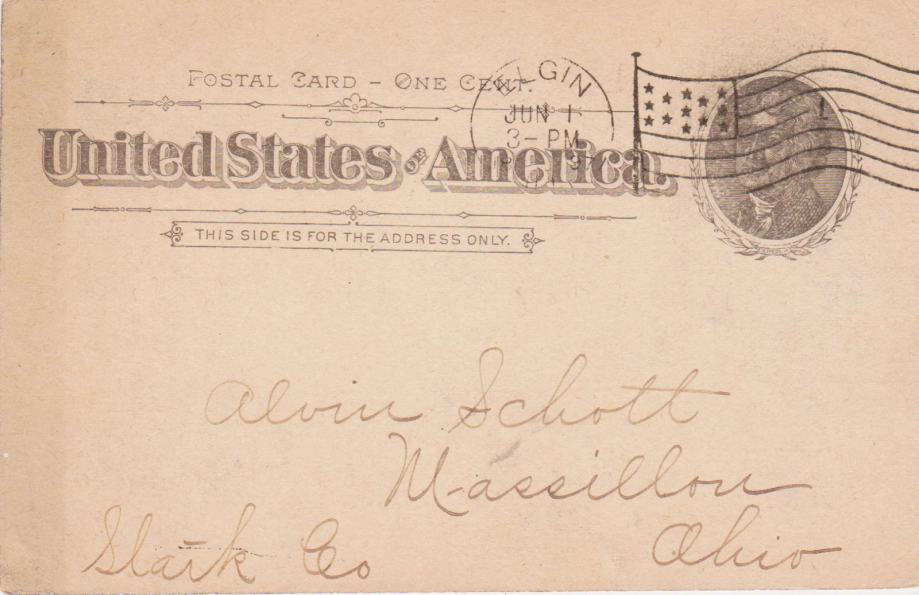 POSTAL CARD – ONE CENT.
ELGIN
JUN 1
3– PM
United States of America.
THIS SIDE IS FOR THE ADDRESS ONLY.
Alvin Schott
Massillon
Stark Co Ohio